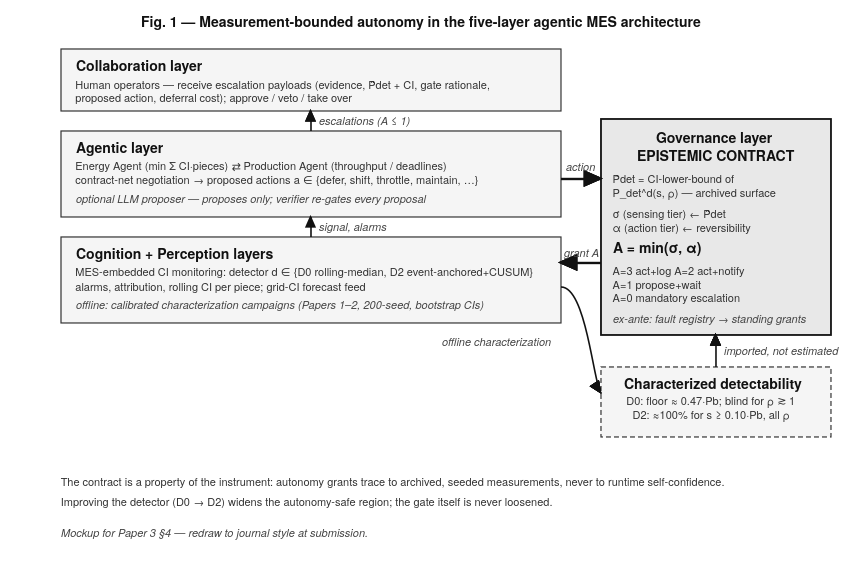 Fig. 1 — Measurement-bounded autonomy in the five-layer agentic MES architecture
Collaboration layer
Human operators — receive escalation payloads (evidence, Pdet + CI, gate rationale,
proposed action, deferral cost); approve / veto / take over
escalations (A ≤ 1)
Agentic layer
Energy Agent (min Σ CI·pieces) ⇄ Production Agent (throughput / deadlines)
contract-net negotiation → proposed actions a ∈ {defer, shift, throttle, maintain, …}
optional LLM proposer — proposes only; verifier re-gates every proposal
action
signal, alarms
Cognition + Perception layers
MES-embedded CI monitoring: detector d ∈ {D0 rolling-median, D2 event-anchored+CUSUM}
alarms, attribution, rolling CI per piece; grid-CI forecast feed
offline: calibrated characterization campaigns (Papers 1–2, 200-seed, bootstrap CIs)
grant A
offline characterization
Governance layer
EPISTEMIC CONTRACT
Pdet = CI-lower-bound of
P_det^d(s, ρ) — archived surface
σ (sensing tier) ← Pdet
α (action tier) ← reversibility
A = min(σ, α)
A=3 act+log A=2 act+notify
A=1 propose+wait
A=0 mandatory escalation
ex-ante: fault registry → standing grants
imported, not estimated
Characterized detectability
D0: floor ≈ 0.47·Pb; blind for ρ ≳ 1
D2: ≈100% for s ≥ 0.10·Pb, all ρ
The contract is a property of the instrument: autonomy grants trace to archived, seeded measurements, never to runtime self-confidence.
Improving the detector (D0 → D2) widens the autonomy-safe region; the gate itself is never loosened.
Mockup for Paper 3 §4 — redraw to journal style at submission.